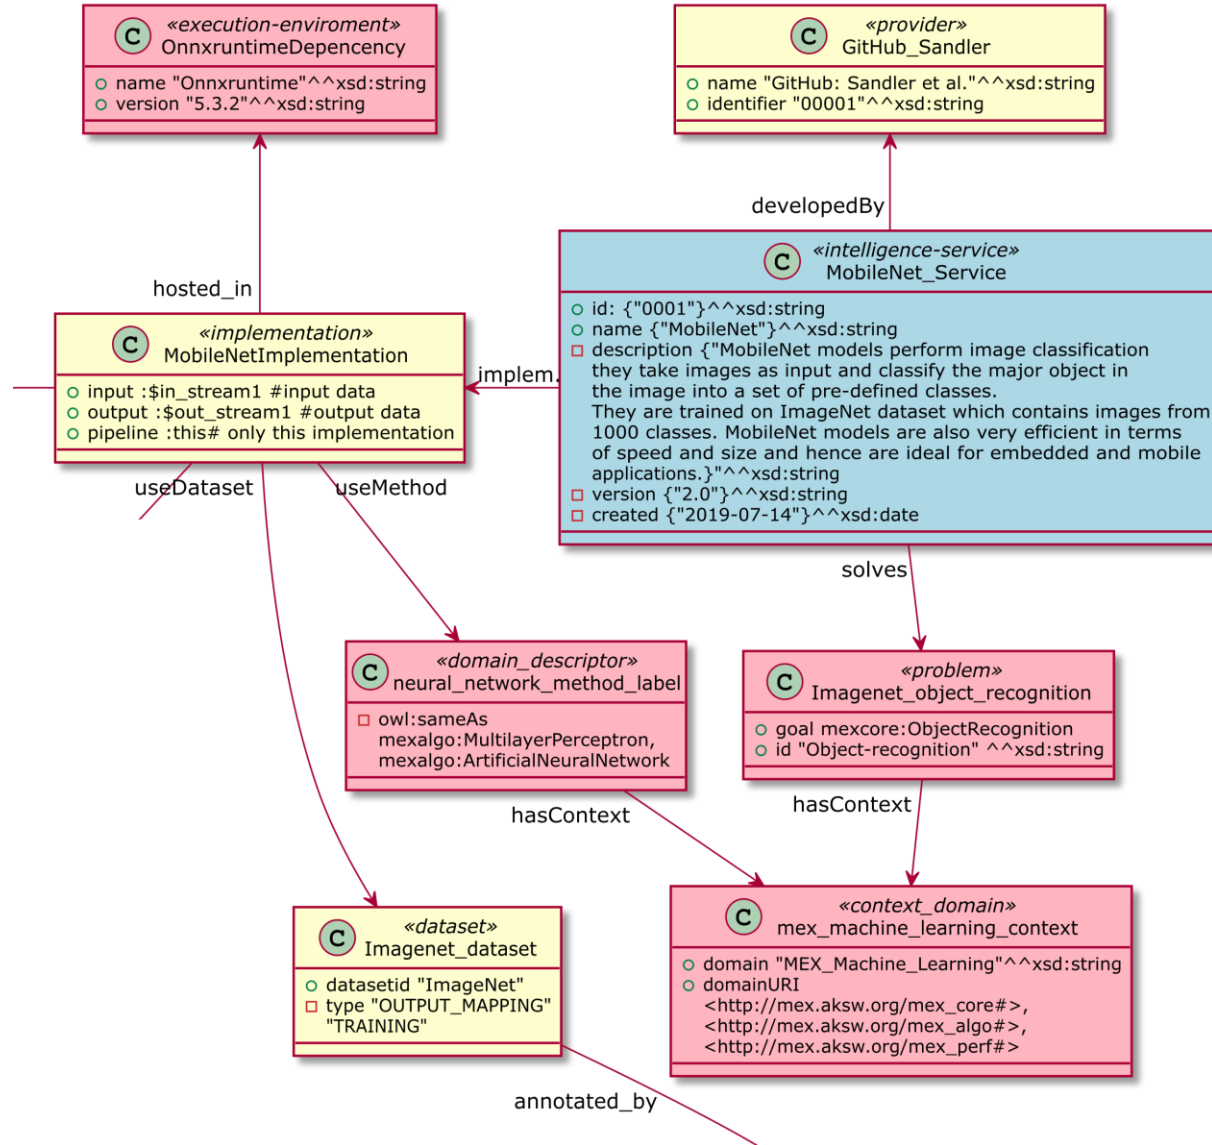 C
«execution-enviroment»
OnnxruntimeDepencency
name "Onnxruntime"^^xsd:string
version "5.3.2"^^xsd:string
C
«provider»
GitHub_Sandler
name "GitHub: Sandler et al."^^xsd:string
identifier "00001"^^xsd:string
hosted_in
developedBy
C
«implementation»
MobileNetImplementation
input :$in_stream1 #input data
output :$out_stream1 #output data
pipeline :this# only this implementation
implem.
C
«intelligence-service»
MobileNet_Service
id: {"0001"}^^xsd:string
name {"MobileNet"}^^xsd:string
description {"MobileNet models perform image classification
they take images as input and classify the major object in
the image into a set of pre-defined classes.
They are trained on ImageNet dataset which contains images from
1000 classes. MobileNet models are also very efficient in terms
of speed and size and hence are ideal for embedded and mobile
applications.}"^^xsd:string
version {"2.0"}^^xsd:string
created {"2019-07-14"}^^xsd:date
useDataset
useMethod
solves
C
«domain_descriptor»
neural_network_method_label
owl:sameAs
mexalgo:MultilayerPerceptron,
mexalgo:ArtificialNeuralNetwork
C
«problem»
Imagenet_object_recognition
goal mexcore:ObjectRecognition
id "Object-recognition" ^^xsd:string
hasContext
hasContext
C
«dataset»
Imagenet_dataset
datasetid "ImageNet"
type "OUTPUT_MAPPING"
"TRAINING"
C
«context_domain»
mex_machine_learning_context
domain "MEX_Machine_Learning"^^xsd:string
domainURI
<http://mex.aksw.org/mex_core#>,
<http://mex.aksw.org/mex_algo#>,
<http://mex.aksw.org/mex_perf#>
annotated_by